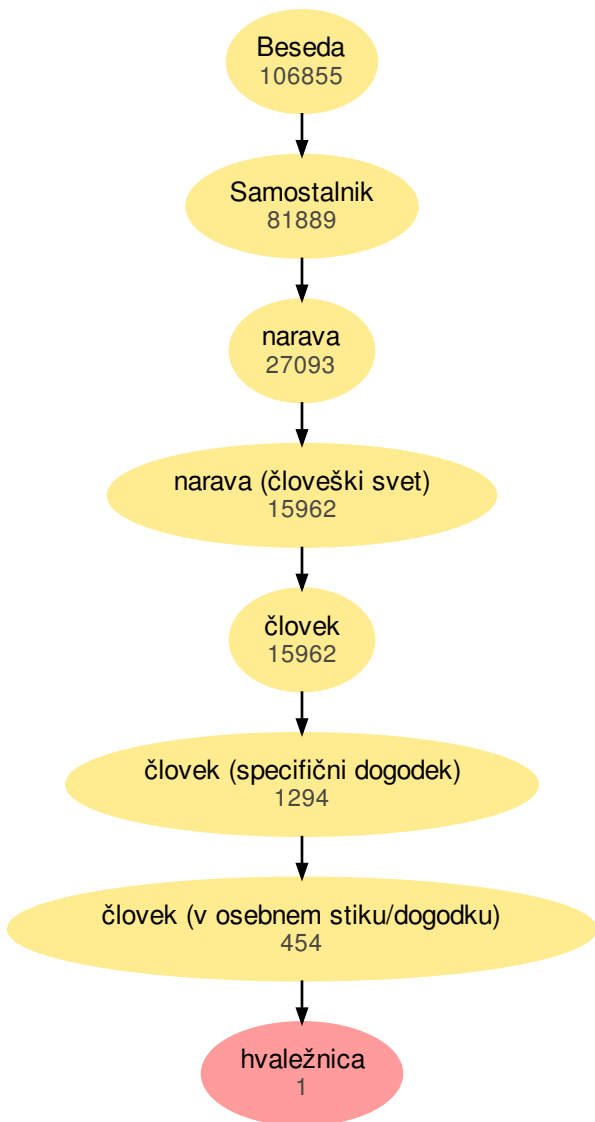 Beseda
106855
Samostalnik
81889
narava
27093
narava (človeški svet)
15962
človek
15962
človek (specifični dogodek)
1294
človek (v osebnem stiku/dogodku)
454
hvaležnica
1